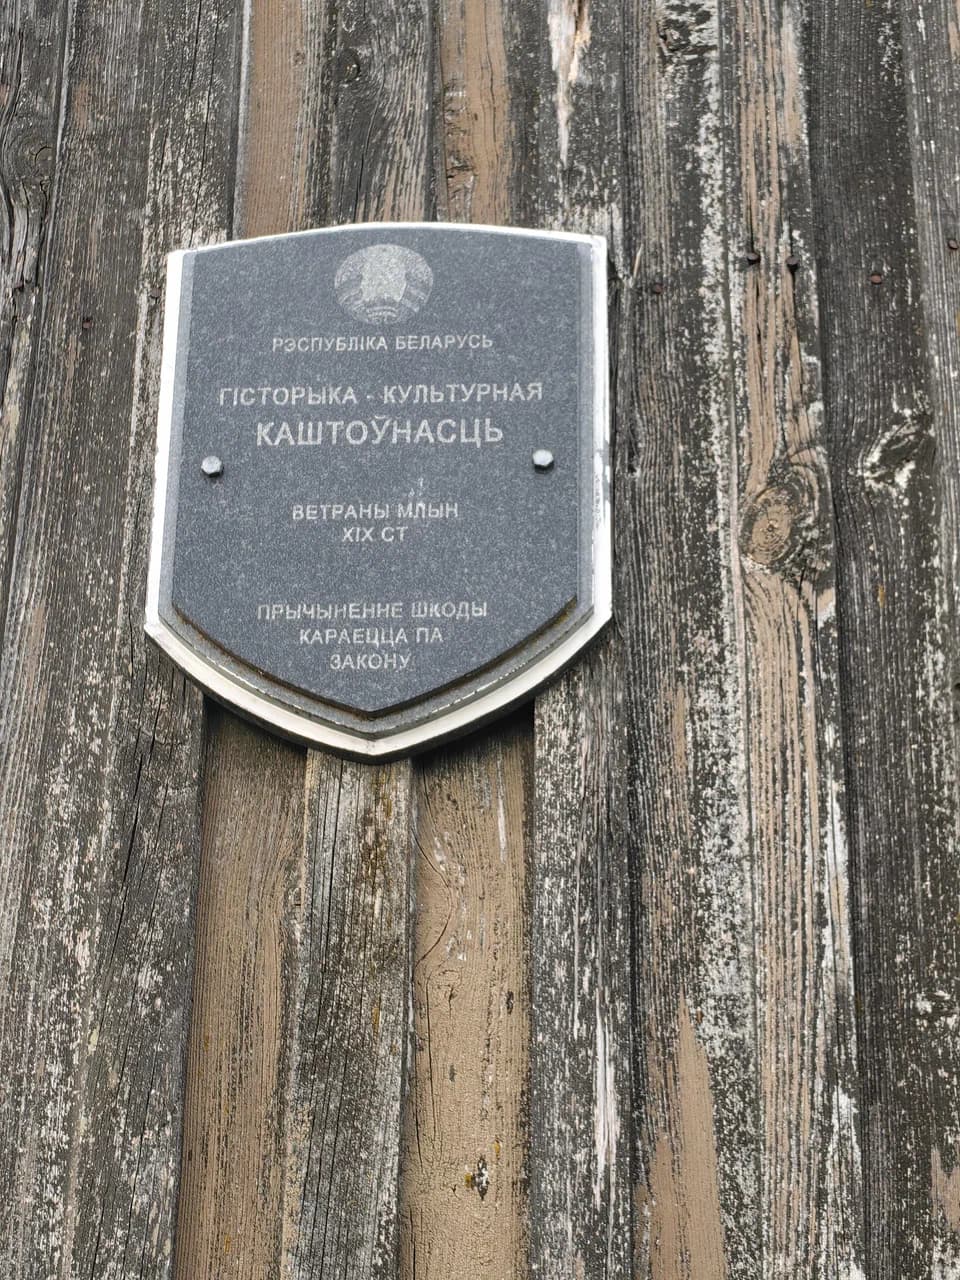 РЭСПУБЛІКА БЕЛАРУСЬ
ГІСТОРЫКА - КУЛЬТУРНАЯ
КАШТОЎНАСЦЬ
ВЕТРАНЫ МЛЫН
XIX СТ
ПРЫЧЫНЕННЕ ШКОДЫ
КАРАЕЦЦА ПА
ЗАКОНУ